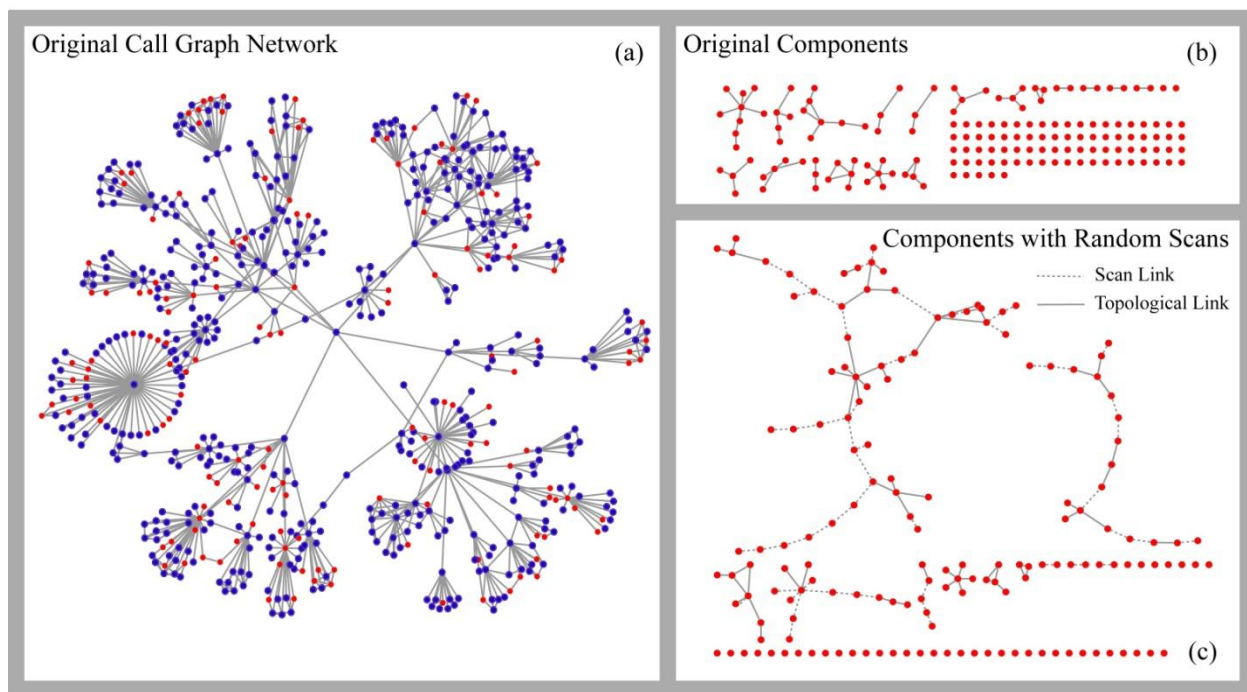 Original Call Graph Network
(a)
Original Components
(b)
Components with Random Scans
Scan Link
Topological Link
(c)